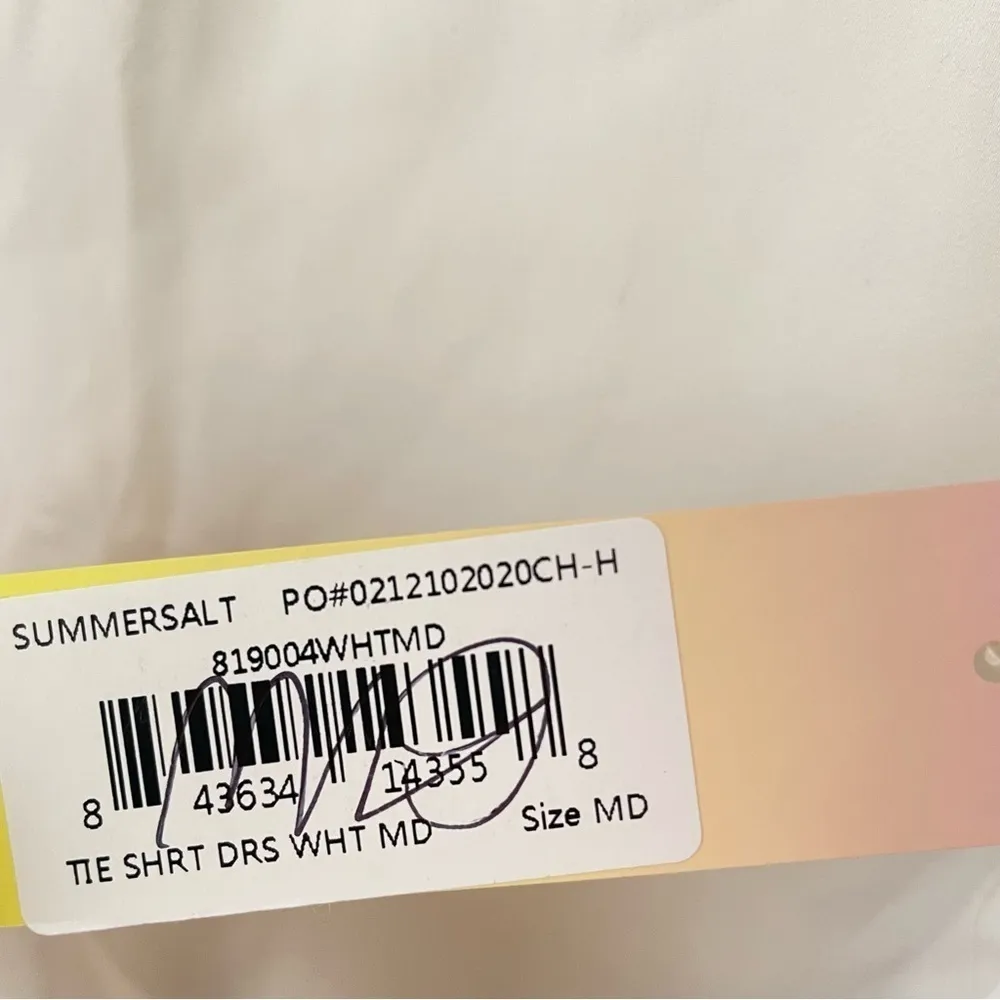 SUMMERSALT PO#0212102020CH-H
819004WHTMD
8 43634 14355 8
TIE SHRT DRS WHT MD Size MD